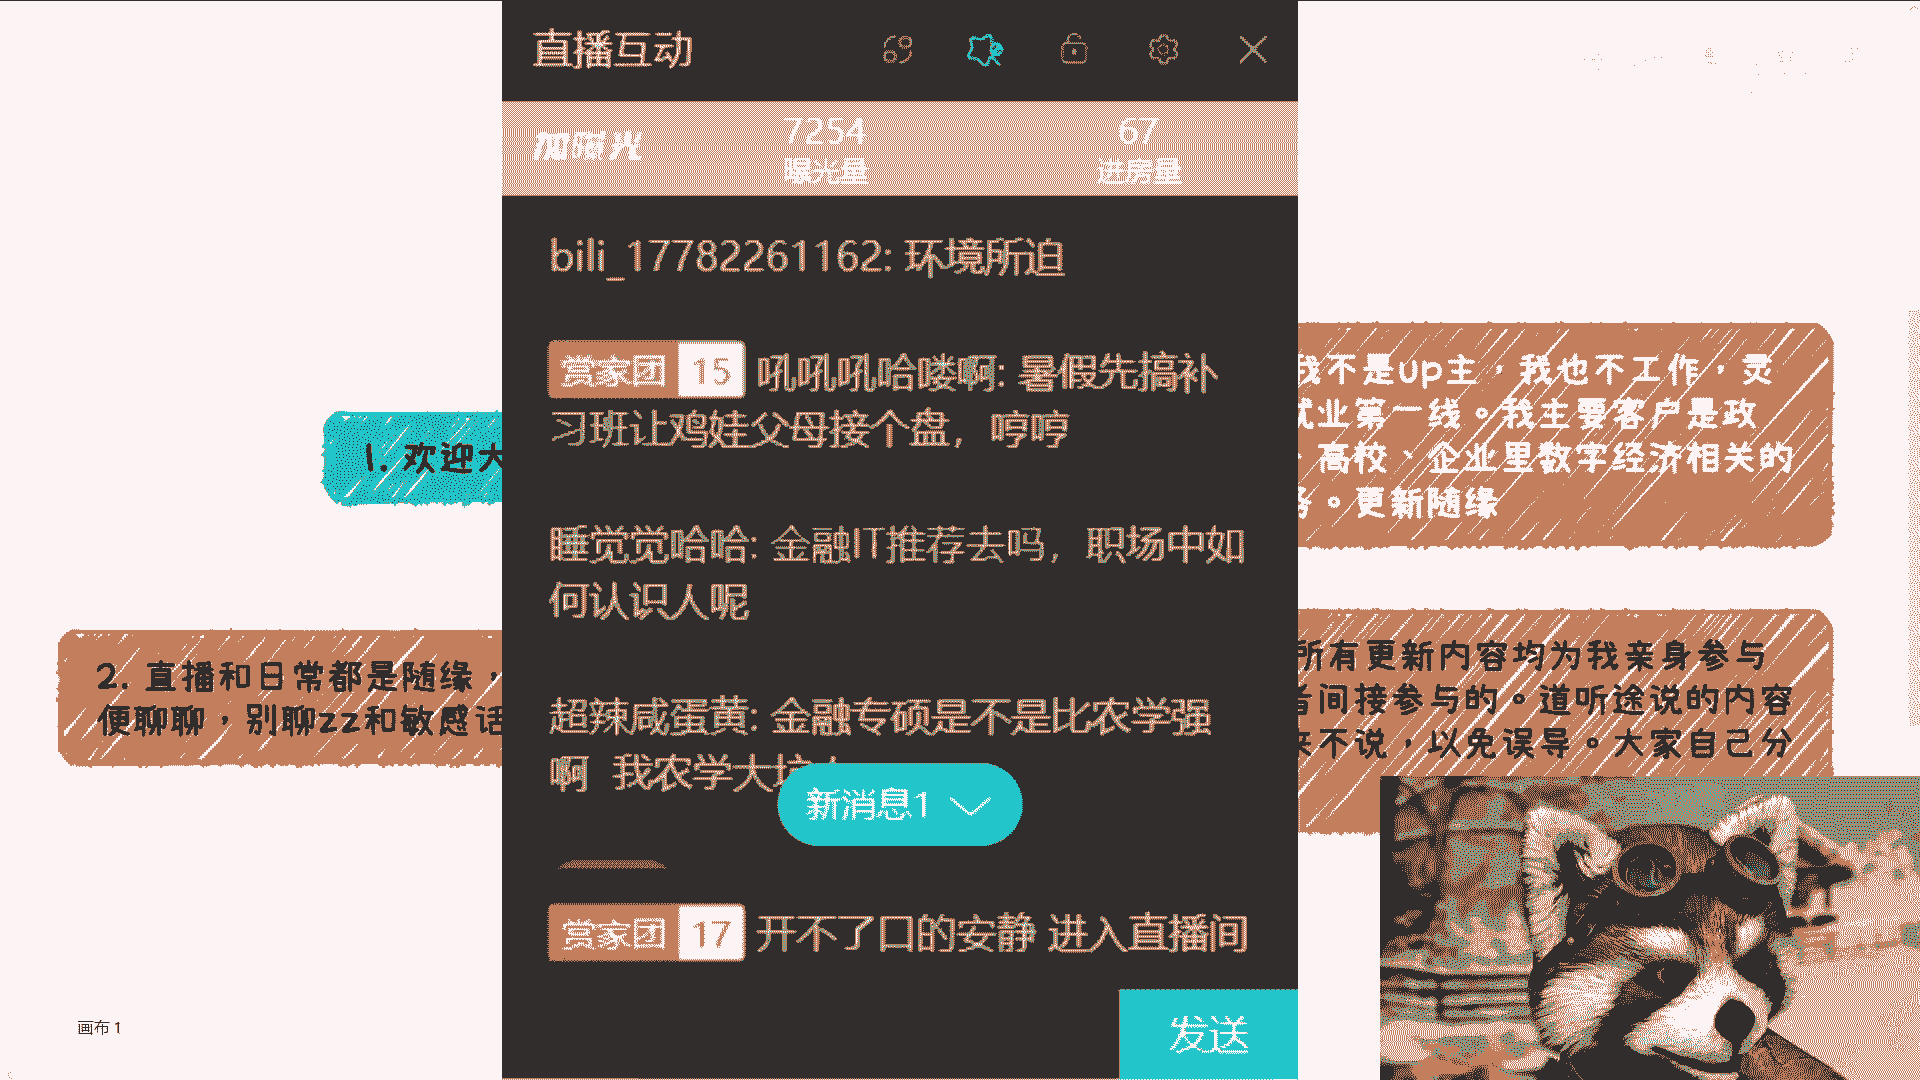 直播互动
加曝光
7254
曝光量
67
进房量
bili_17782261162: 环境所迫
赏家团 15 吼吼吼哈喽啊: 暑假先搞补
习班让鸡娃父母接个盘，哼哼
睡觉觉哈哈: 金融IT推荐去吗，职场中如
何认识人呢
超辣咸蛋黄: 金融专硕是不是比农学强
啊 我农学大
新消息1
赏家团 17 开不了口的安静 进入直播间
发送
1. 欢迎大
2. 直播和日常都是随缘，
便聊聊，别聊zz和敏感话
我不是up主，我也不工作，灵
就业第一线。我主要客户是政
、高校、企业里数字经济相关的
务。更新随缘
所有更新内容均为我亲身参与
者间接参与的。道听途说的内容
来不说，以免误导。大家自己分
画布 1